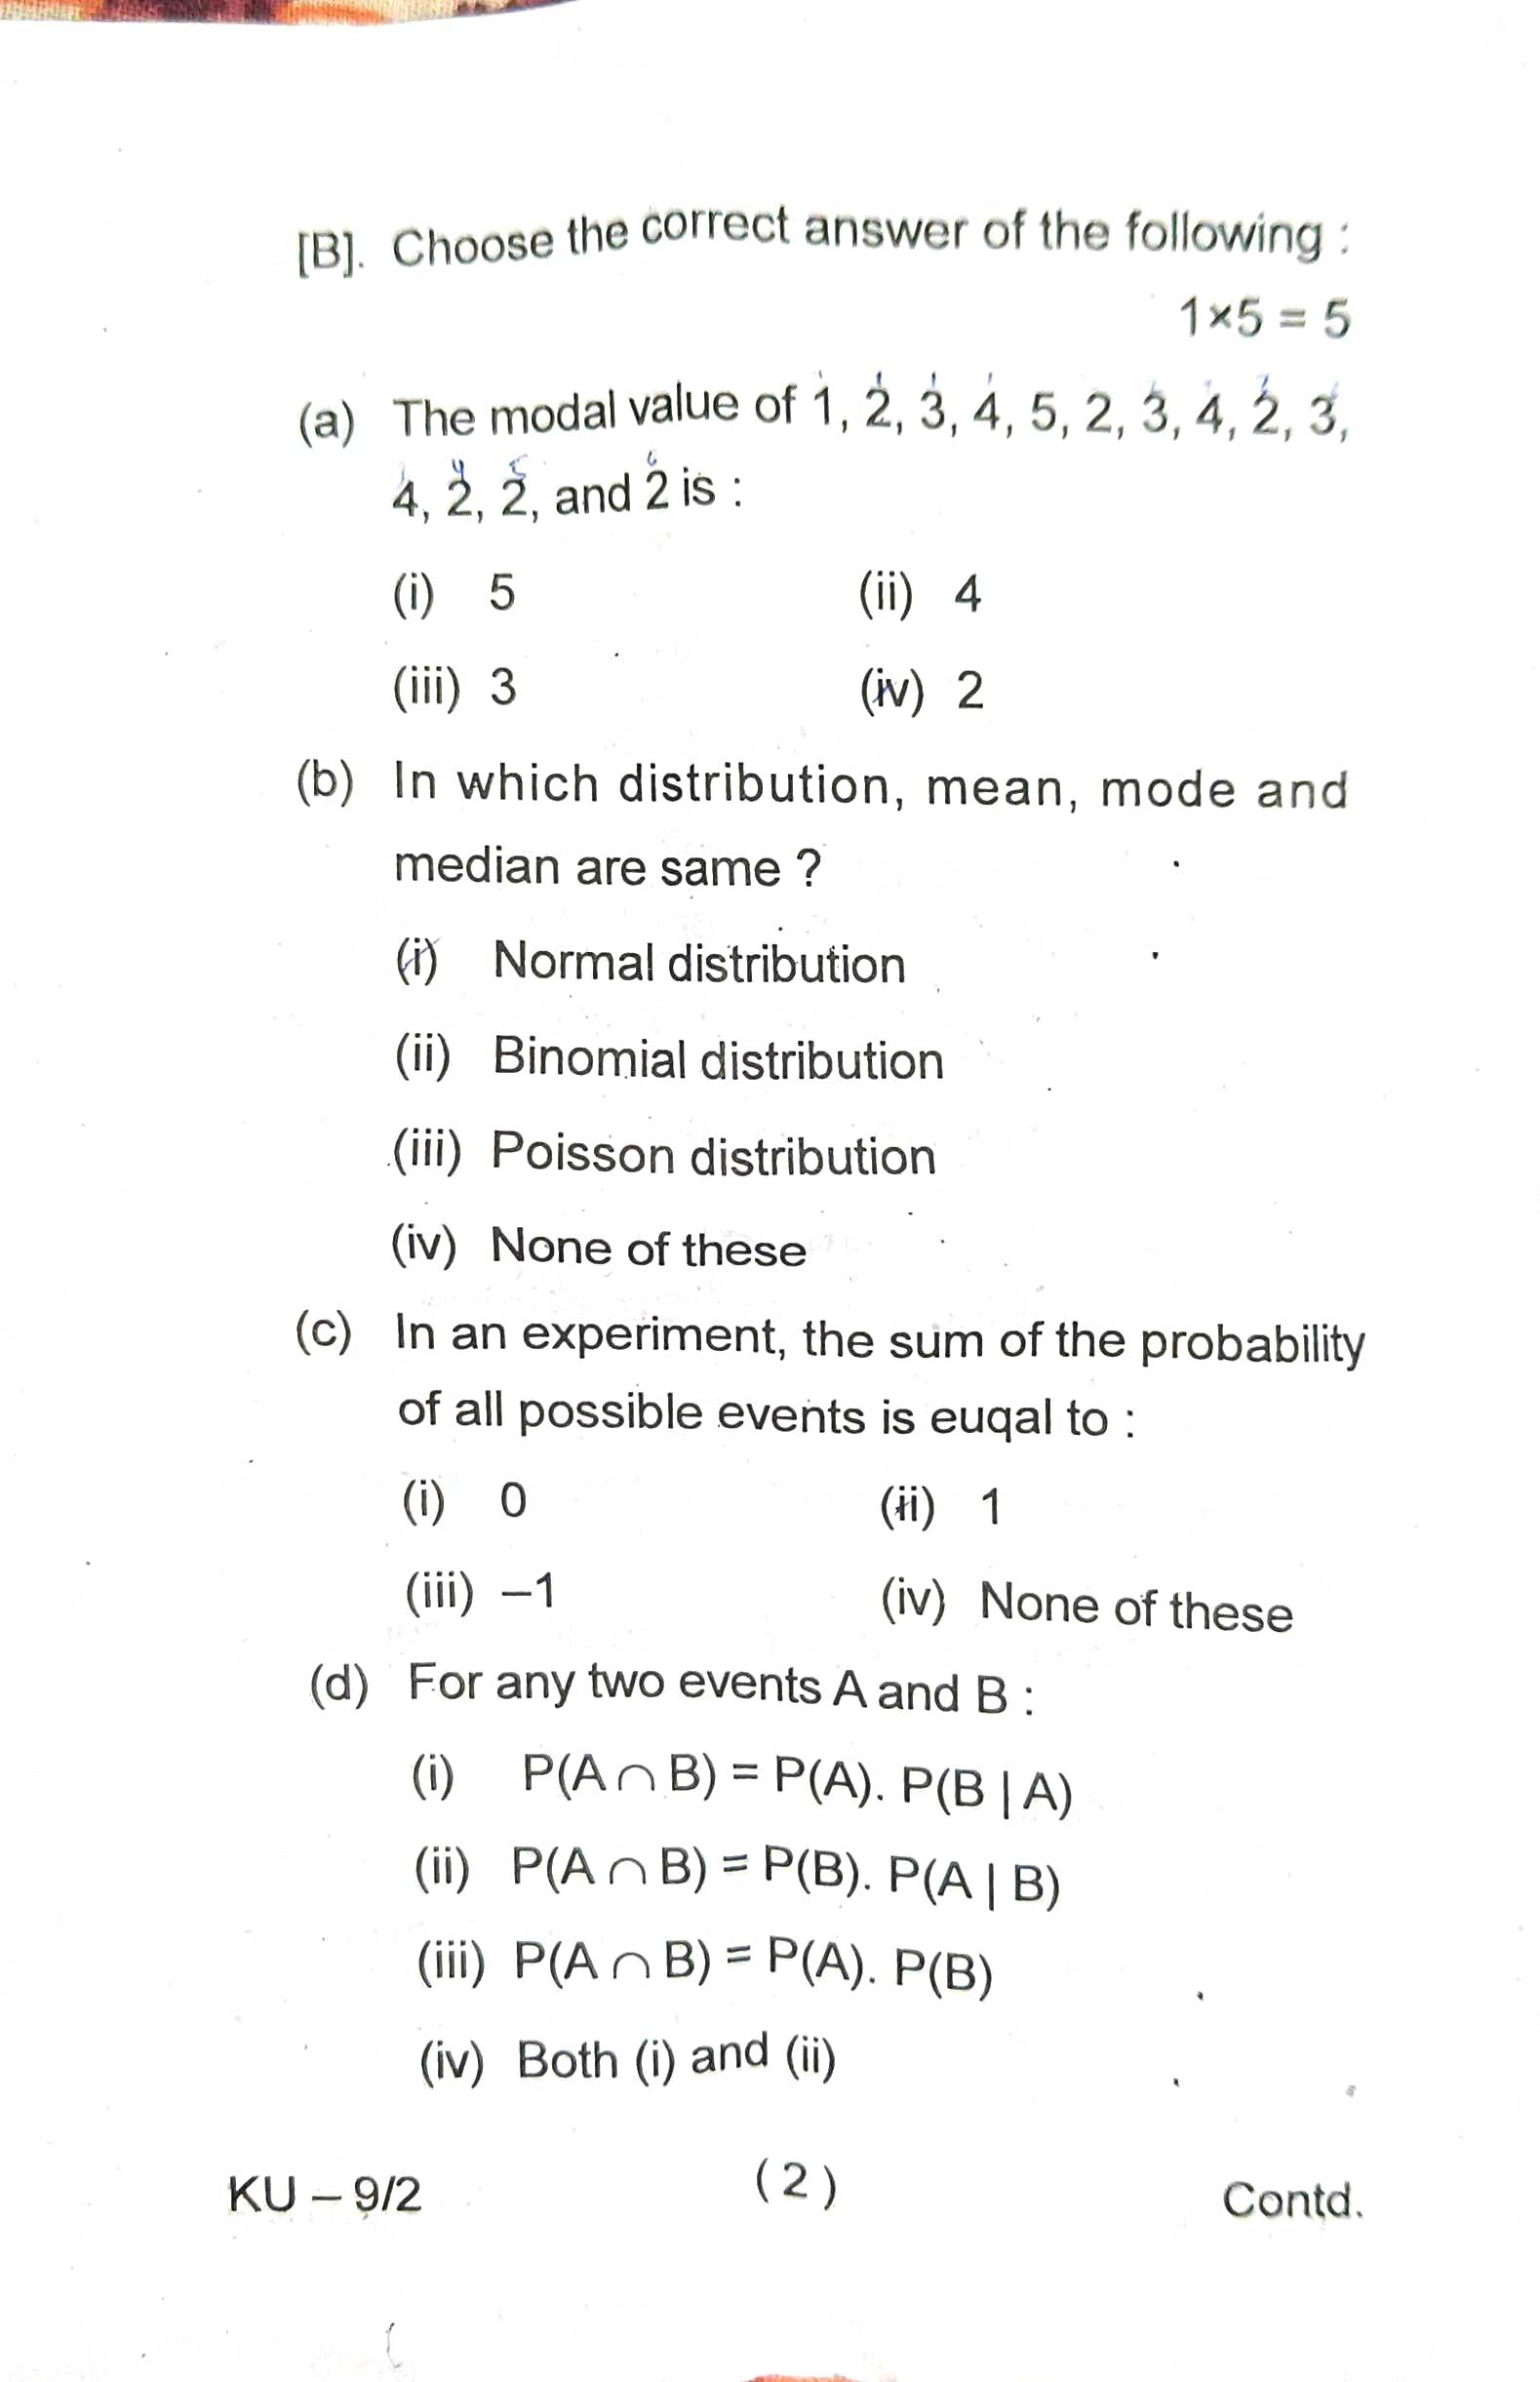 [B]. Choose the correct answer of the following :
1×5 = 5
(a) The modal value of 1, 2, 3, 4, 5, 2, 3, 4, 2, 3,
4, 2, 2, and 2 is :
(i) 5 (ii) 4
(iii) 3 (iv) 2
(b) In which distribution, mean, mode and
median are same ?
(i) Normal distribution
(ii) Binomial distribution
(iii) Poisson distribution
(iv) None of these
(c) In an experiment, the sum of the probability
of all possible events is euqal to :
(i) 0 (ii) 1
(iii) –1 (iv) None of these
(d) For any two events A and B :
(i) P(A ∩ B) = P(A). P(B | A)
(ii) P(A ∩ B) = P(B). P(A | B)
(iii) P(A ∩ B) = P(A). P(B)
(iv) Both (i) and (ii)
KU – 9/2 (2) Contd.